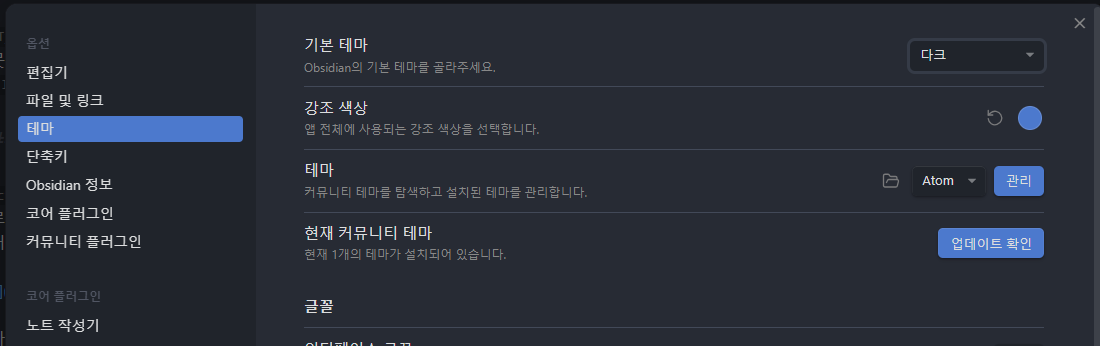 옵션
편집기
파일 및 링크
테마
단축키
Obsidian 정보
코어 플러그인
커뮤니티 플러그인
코어 플러그인
노트 작성기
기본 테마
Obsidian의 기본 테마를 골라주세요.
다크
강조 색상
앱 전체에 사용되는 강조 색상을 선택합니다.
테마
커뮤니티 테마를 탐색하고 설치된 테마를 관리합니다.
Atom
관리
현재 커뮤니티 테마
현재 1개의 테마가 설치되어 있습니다.
업데이트 확인
글꼴